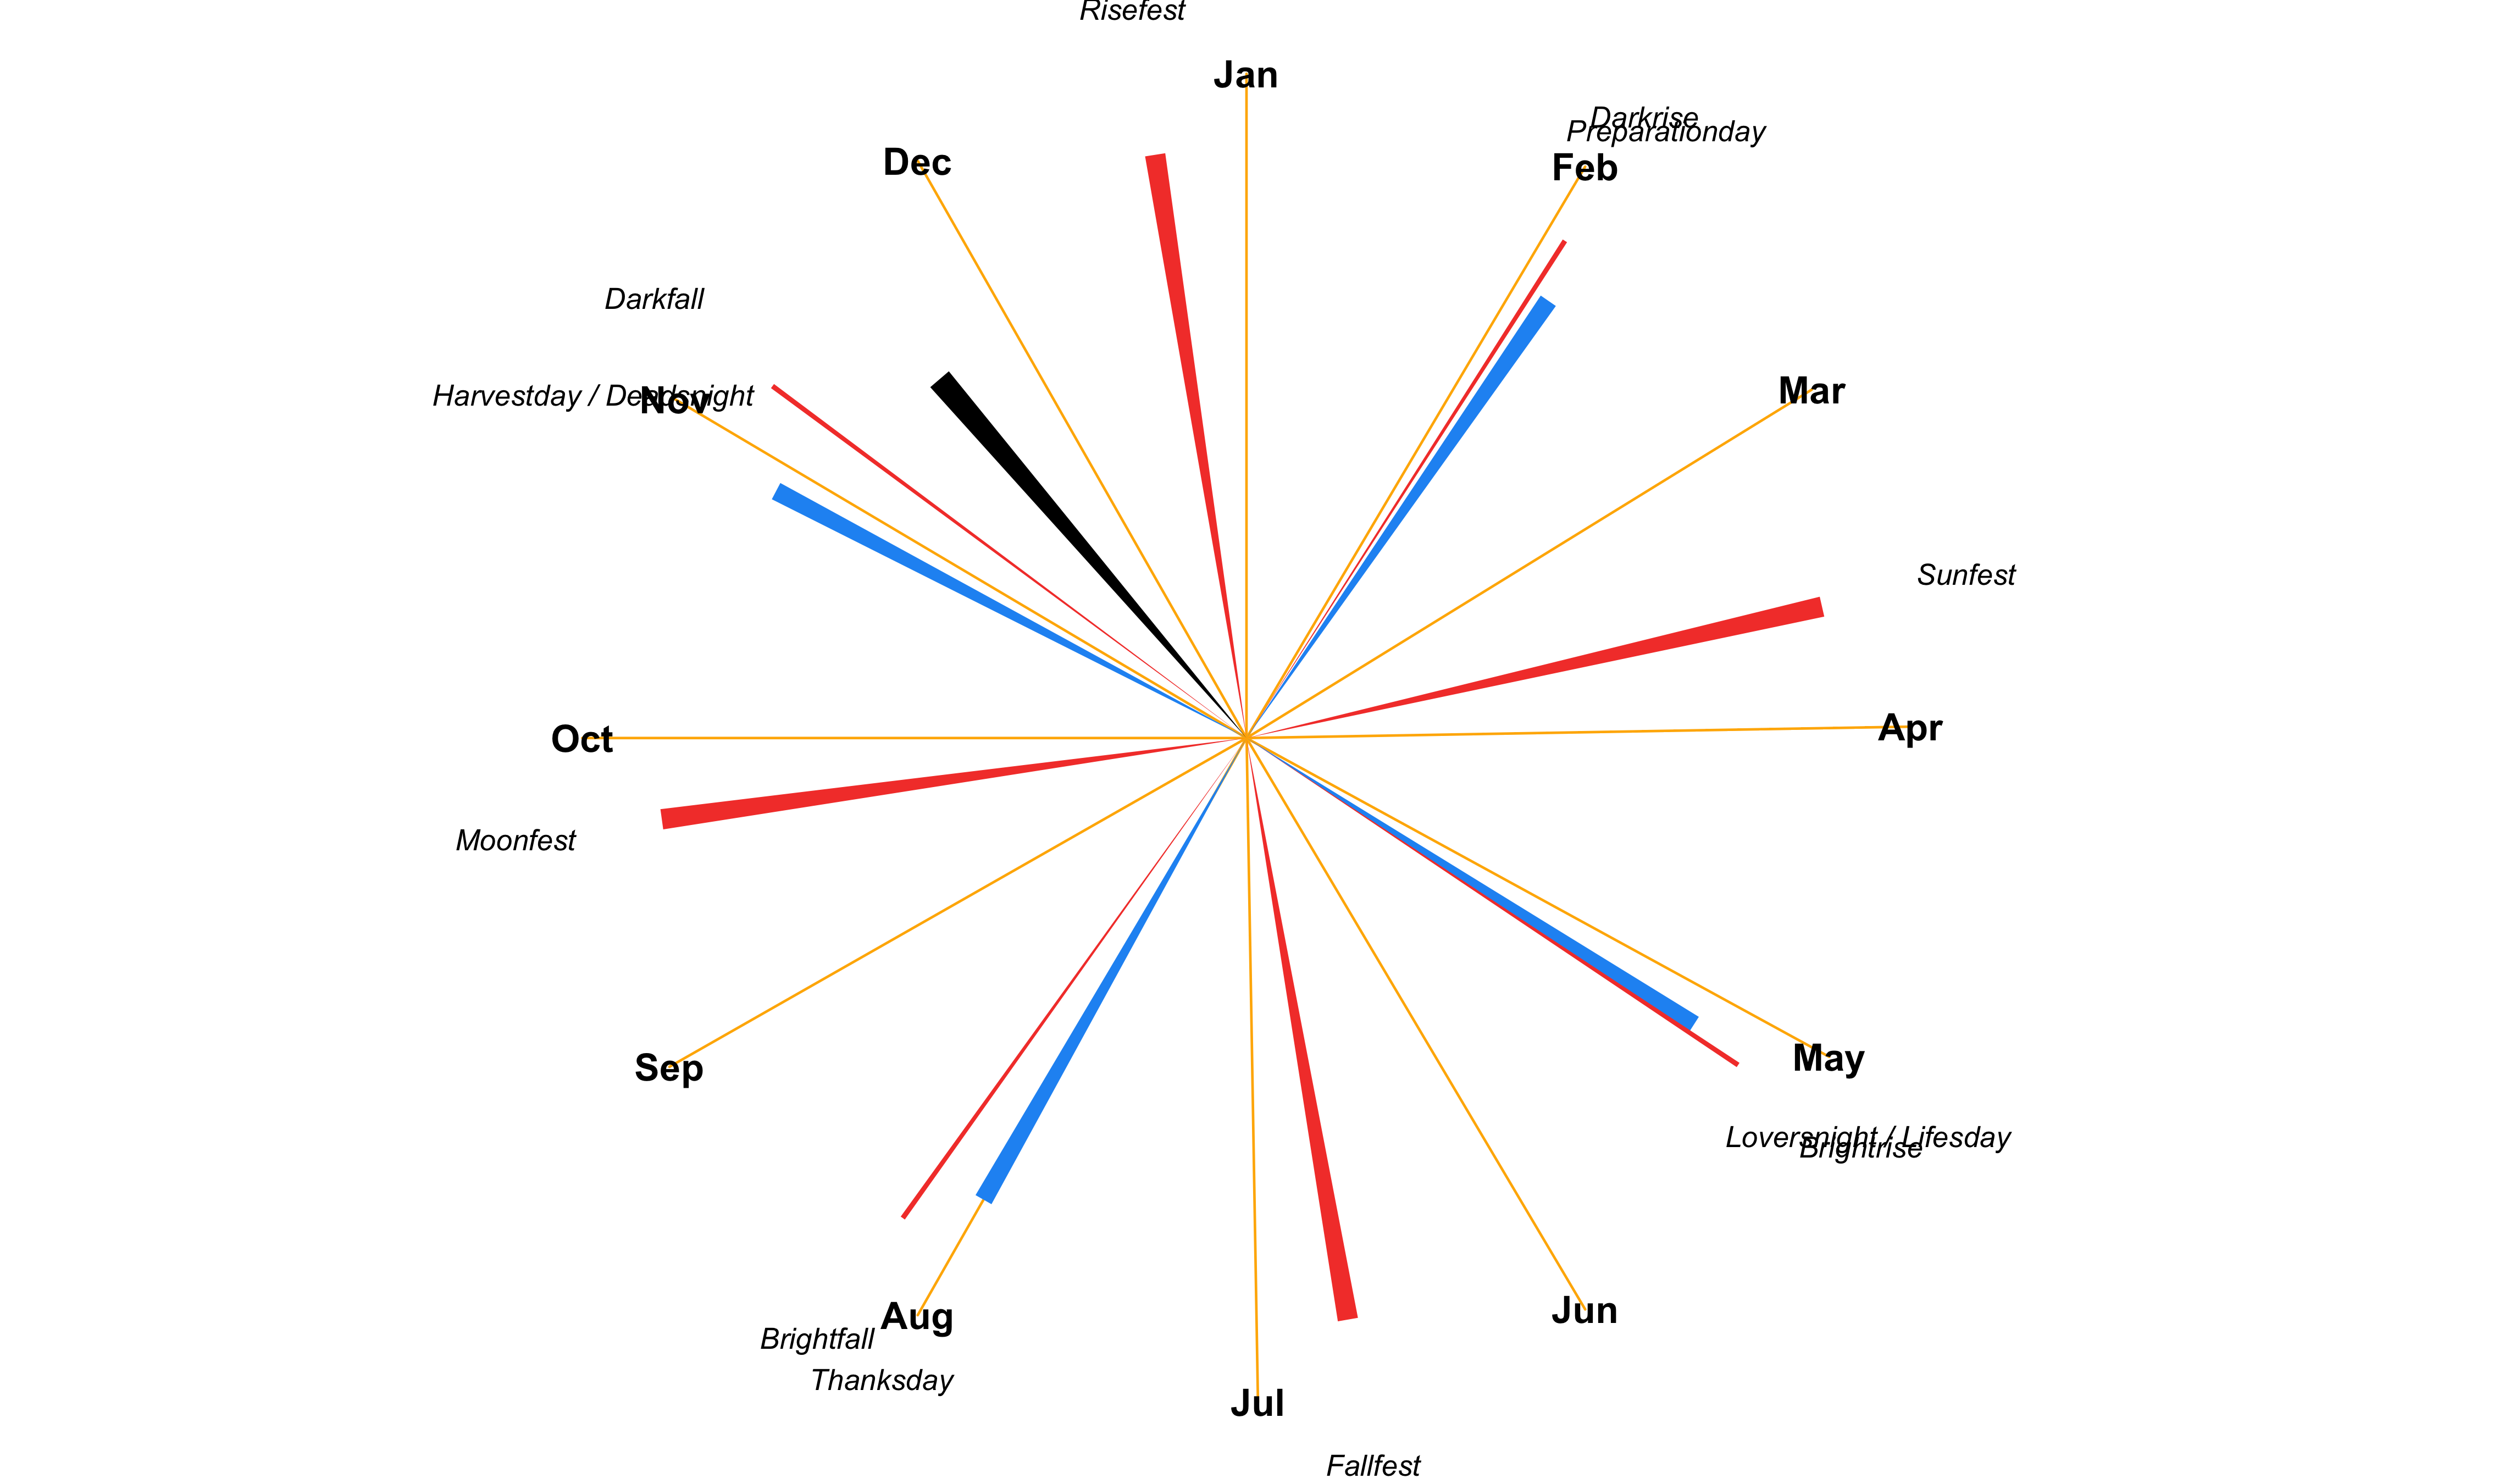 Risefest
Jan
Darkrise
Preparationday
Dec
Feb
Darkfall
Mar
Harvestday / Deadsnight
Nov
Sunfest
Apr
Oct
Moonfest
May
Sep
Loversnight / Lifesday
Brightrise
Jun
Aug
Brightfall
Thanksday
Jul
Fallfest